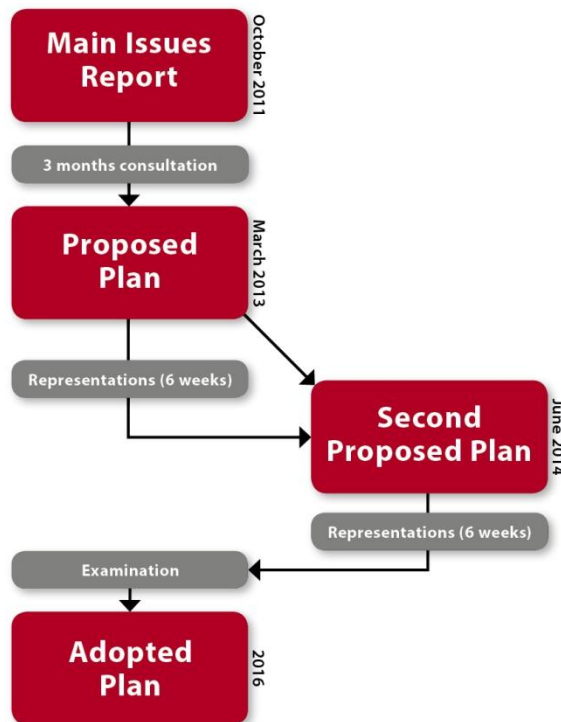 Main Issues
Report
October 2011
3 months consultation
Proposed
Plan
March 2013
Representations (6 weeks)
Second
Proposed Plan
June 2014
Representations (6 weeks)
Examination
Adopted
Plan
2016